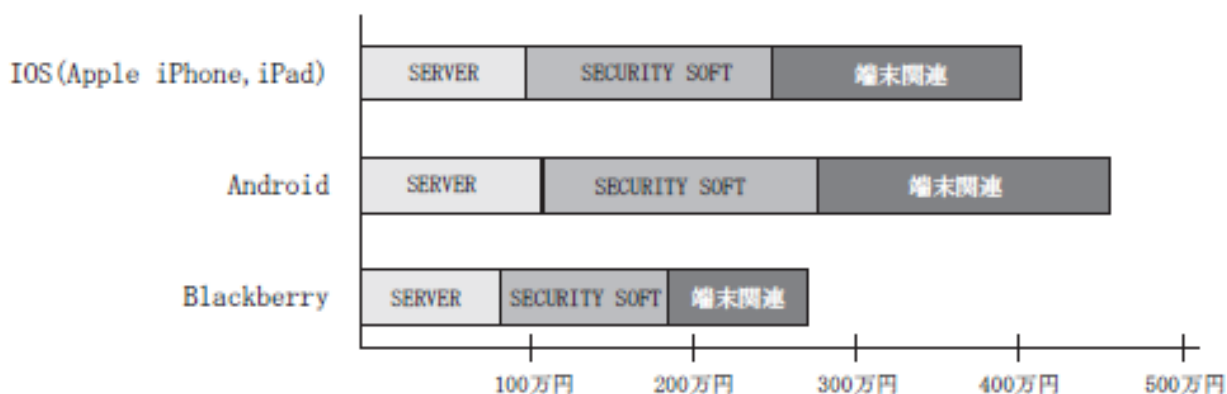 IOS(Apple iPhone,iPad)
SERVER
SECURITY SOFT
端末関連
Android
SERVER
SECURITY SOFT
端末関連
Blackberry
SERVER
SECURITY SOFT
端末関連
100万円
200万円
300万円
400万円
500万円